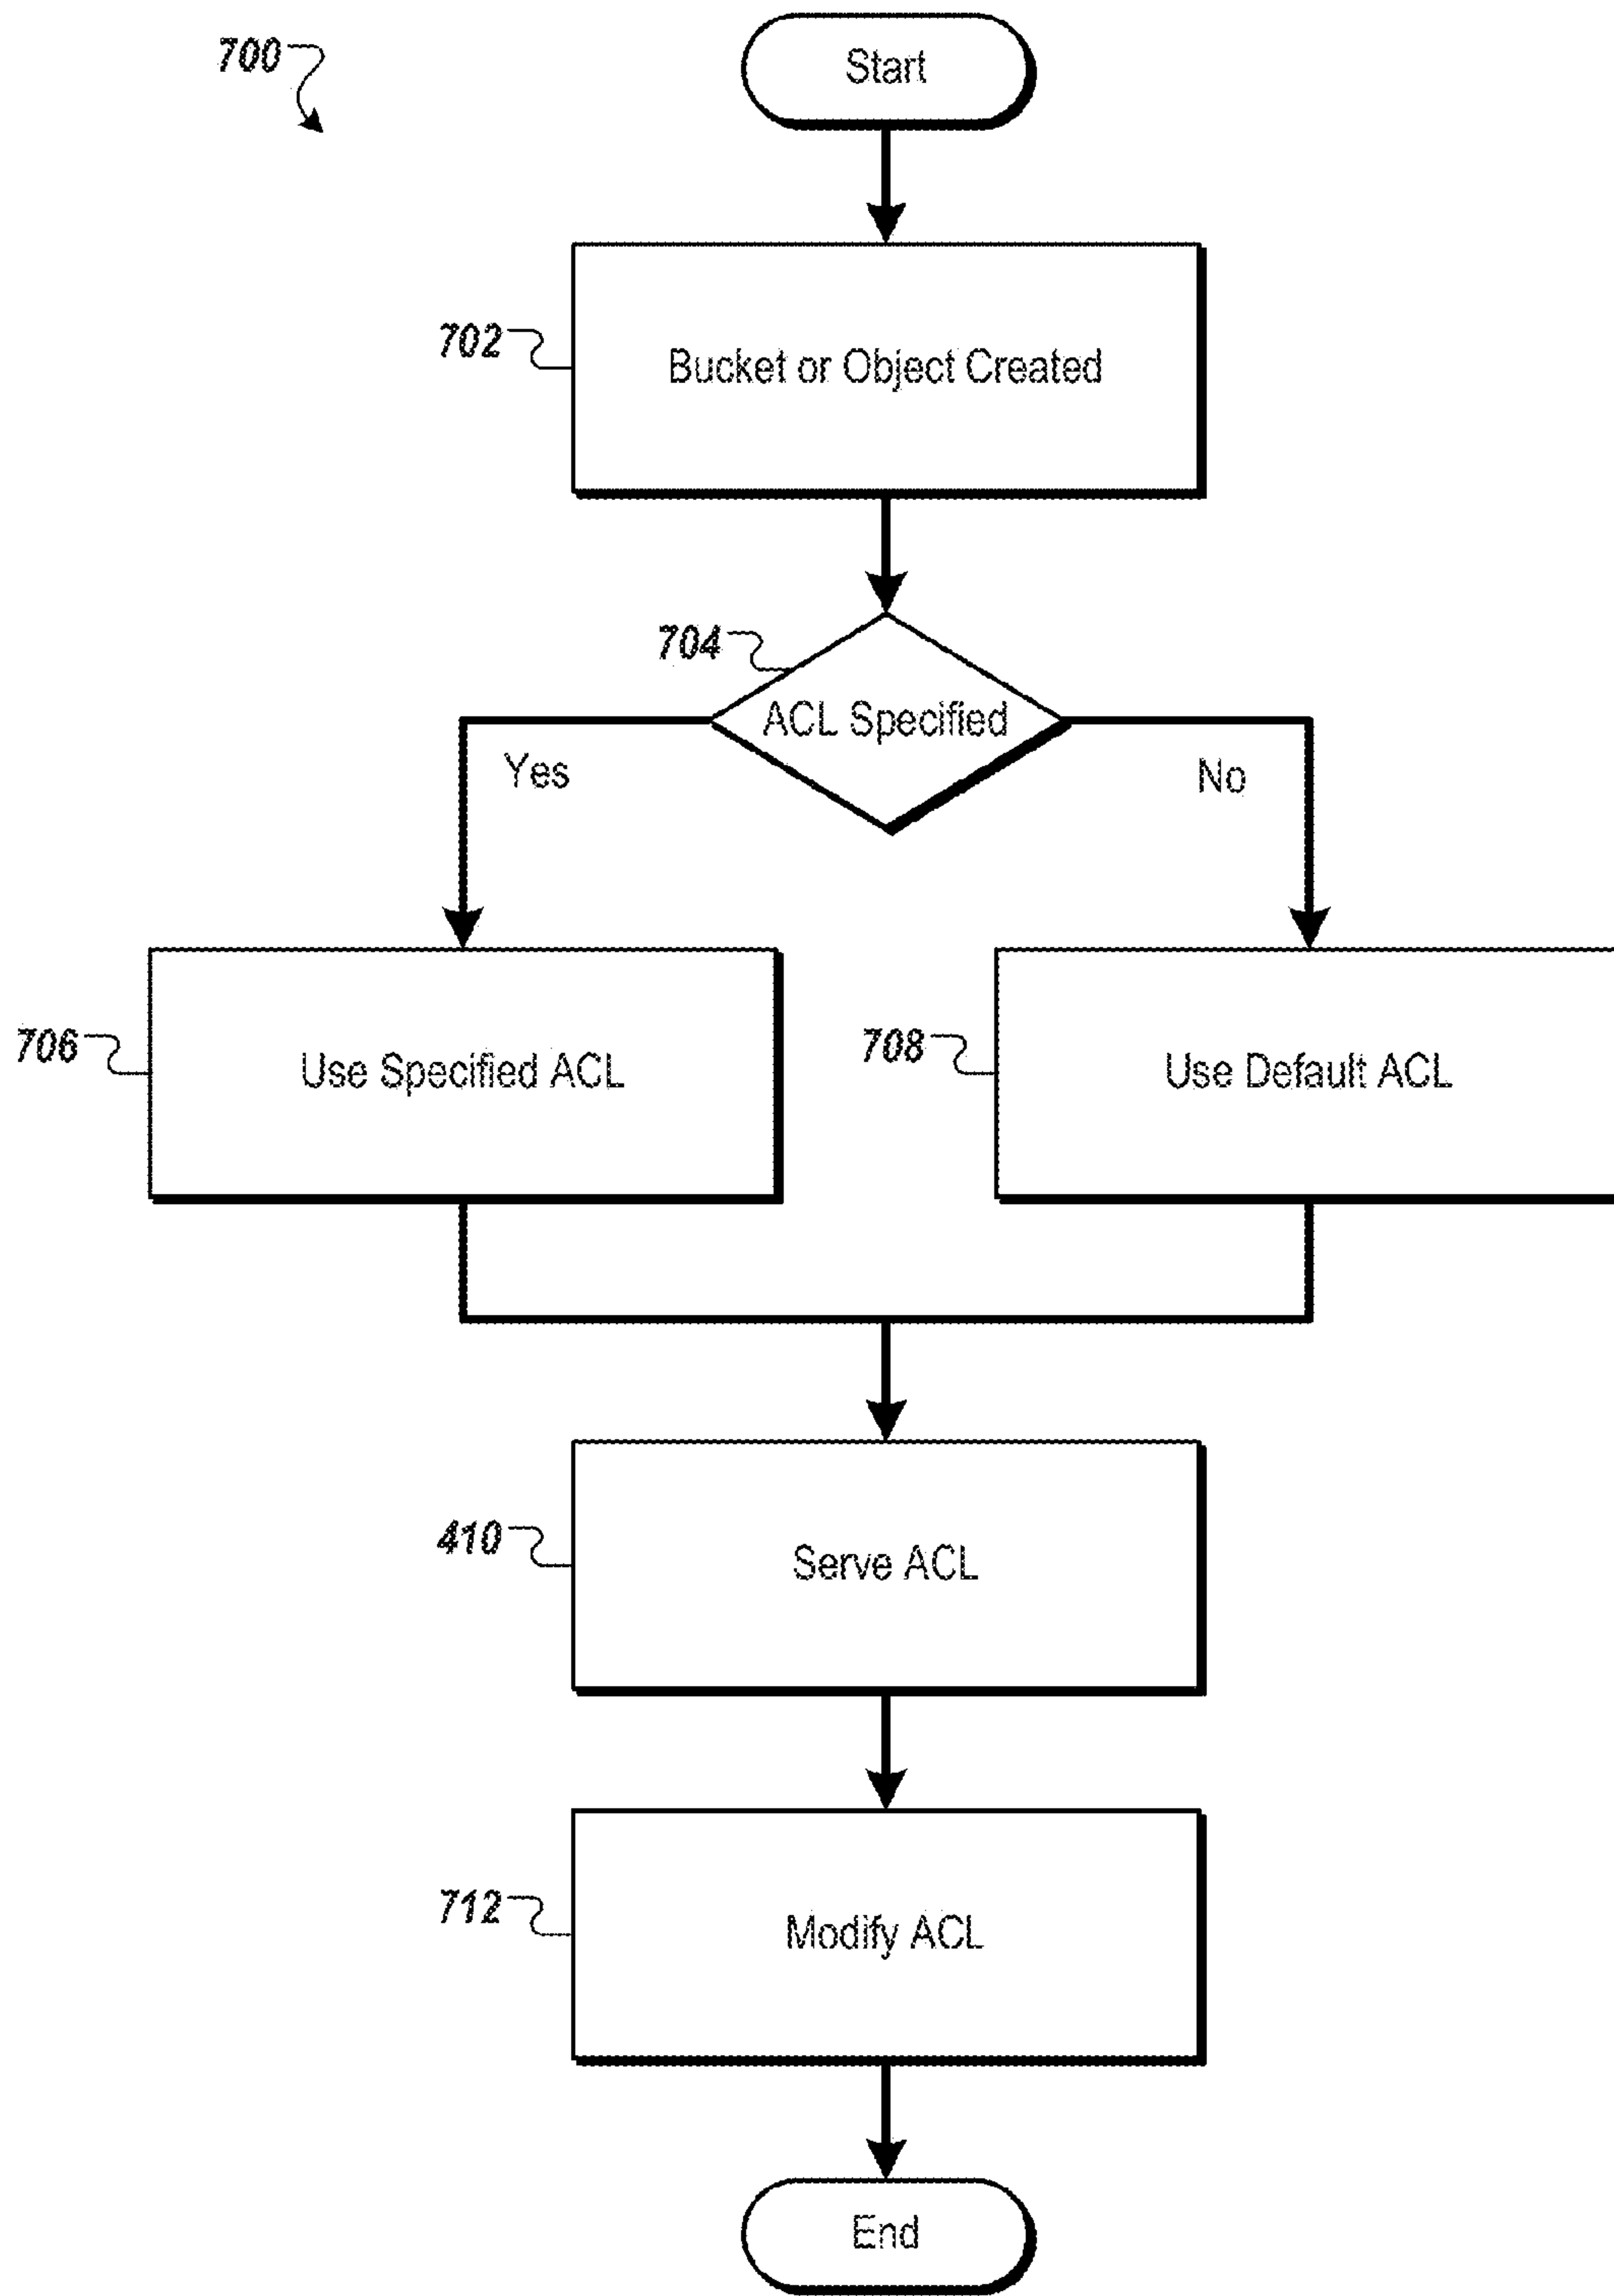 700
Start
702
Bucket or Object Created
704
ACL Specified
Yes
No
706
Use Specified ACL
708
Use Default ACL
410
Serve ACL
712
Modify ACL
End